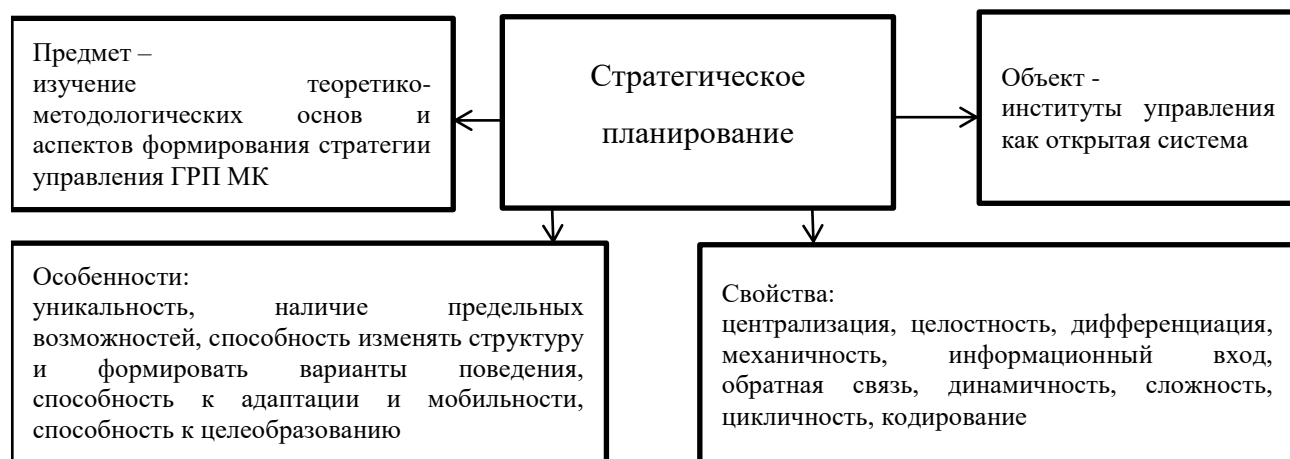 Предмет –
изучение теоретико-
методологических основ и
аспектов формирования стратегии
управления ГРП МК
Стратегическое
планирование
Объект -
институты управления
как открытая система
Особенности:
уникальность, наличие предельных
возможностей, способность изменять структуру
и формировать варианты поведения,
способность к адаптации и мобильности,
способность к целеобразованию
Свойства:
централизация, целостность, дифференциация,
механичность, информационный вход,
обратная связь, динамичность, сложность,
цикличность, кодирование